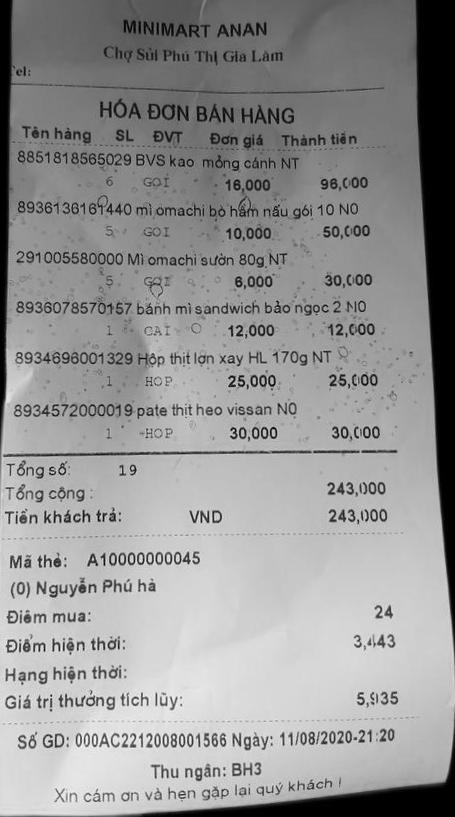 MINIMART ANAN
Chợ Sủi Phú Thị Gia Lâm
Tel:
HÓA ĐƠN BÁN HÀNG
Tên hàng SL ĐVT Đơn giá Thành tiền
8851818565029 BVS kao mỏng cánh NT
6 GOI 16,000 96,000
8936136161440 mì omachi bò hầm nấu gói 10 N0
5 GOI 10,000 50,000
291005580000 Mì omachi sườn 80g NT
5 GOI 6,000 30,000
8936078570157 bánh mì sandwich bảo ngọc 2 N0
1 CAI 12,000 12,000
8934696001329 Hộp thịt lợn xay HL 170g NT
1 HOP 25,000 25,000
8934572000019 pate thịt heo vissan N0
1 HOP 30,000 30,000
Tổng số: 19
Tổng cộng : 243,000
Tiền khách trả: VND 243,000
Mã thẻ: A10000000045
(0) Nguyễn Phú hà
Điểm mua: 24
Điểm hiện thời: 3,443
Hạng hiện thời:
Giá trị thưởng tích lũy: 5,935
Số GD: 000AC2212008001566 Ngày: 11/08/2020-21:20
Thu ngân: BH3
Xin cám ơn và hẹn gặp lại quý khách !